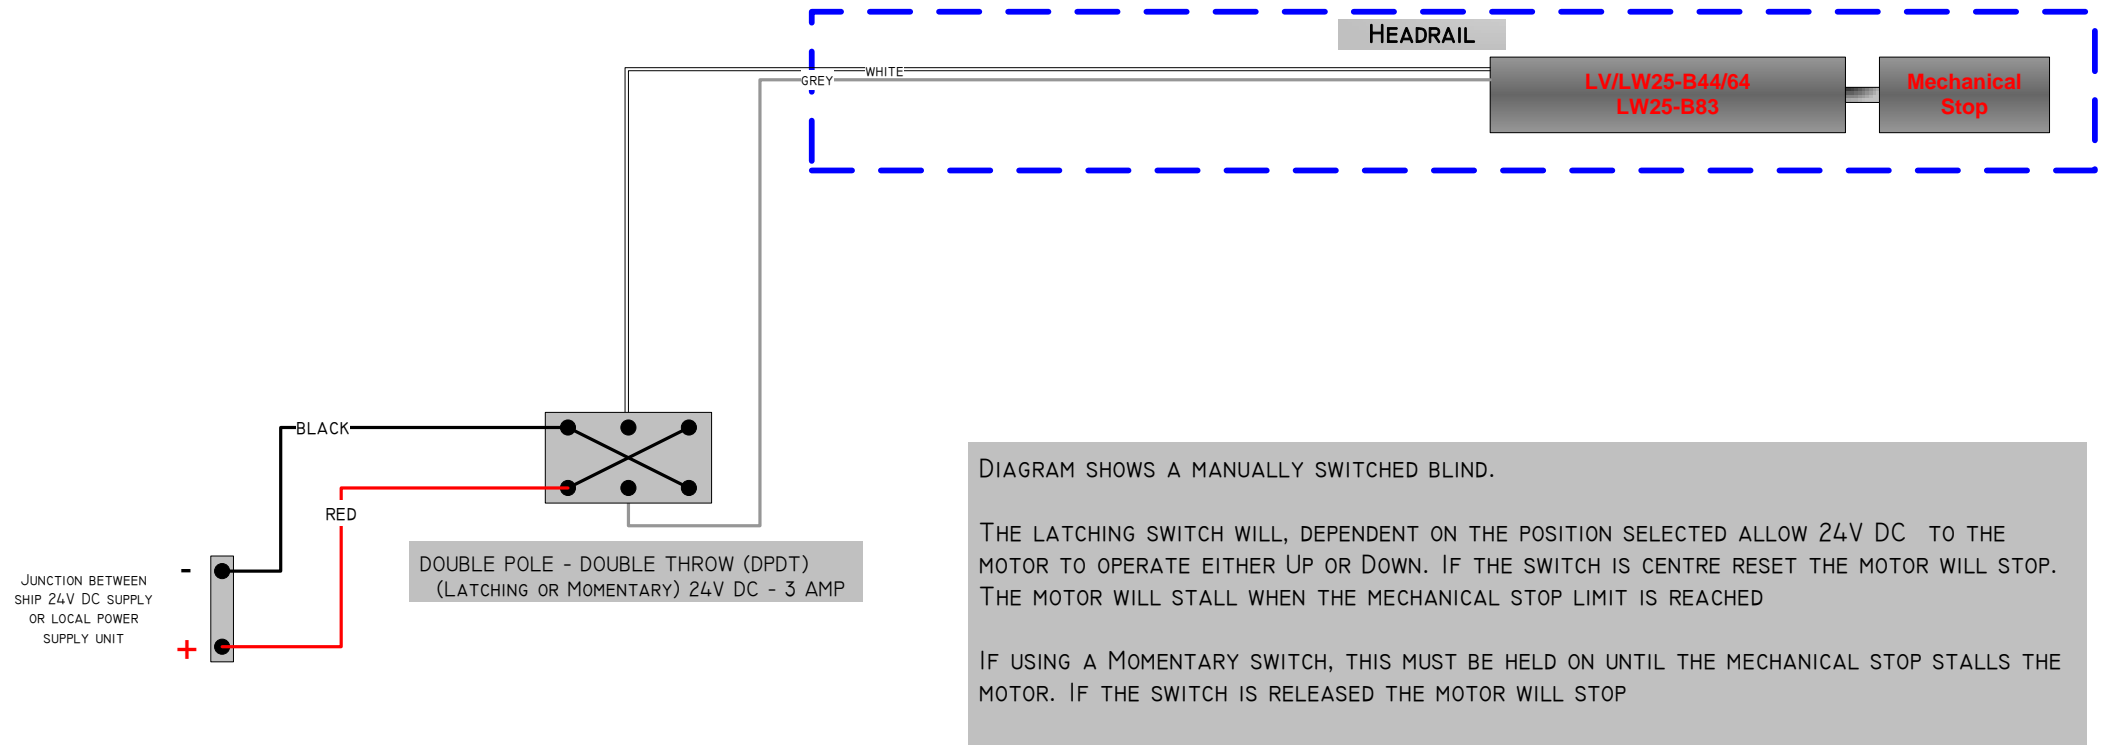 HEADRAIL
WHITE
GREY
LV/LW25-B44/64
LW25-B83
Mechanical
Stop
BLACK
RED
-
+
JUNCTION BETWEEN
SHIP 24V DC SUPPLY
OR LOCAL POWER
SUPPLY UNIT
DOUBLE POLE - DOUBLE THROW (DPDT)
(LATCHING OR MOMENTARY) 24V DC - 3 AMP
DIAGRAM SHOWS A MANUALLY SWITCHED BLIND.
THE LATCHING SWITCH WILL, DEPENDENT ON THE POSITION SELECTED ALLOW 24V DC TO THE
MOTOR TO OPERATE EITHER UP OR DOWN. IF THE SWITCH IS CENTRE RESET THE MOTOR WILL STOP.
THE MOTOR WILL STALL WHEN THE MECHANICAL STOP LIMIT IS REACHED
IF USING A MOMENTARY SWITCH, THIS MUST BE HELD ON UNTIL THE MECHANICAL STOP STALLS THE
MOTOR. IF THE SWITCH IS RELEASED THE MOTOR WILL STOP